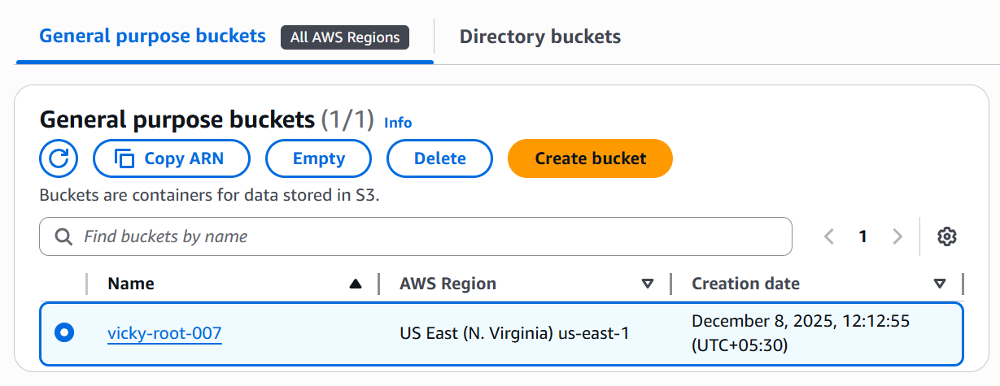 General purpose buckets All AWS Regions Directory buckets
General purpose buckets (1/1) Info
Copy ARN Empty Delete Create bucket
Buckets are containers for data stored in S3.
Find buckets by name 1
Name AWS Region Creation date
vicky-root-007 US East (N. Virginia) us-east-1 December 8, 2025, 12:12:55
(UTC+05:30)